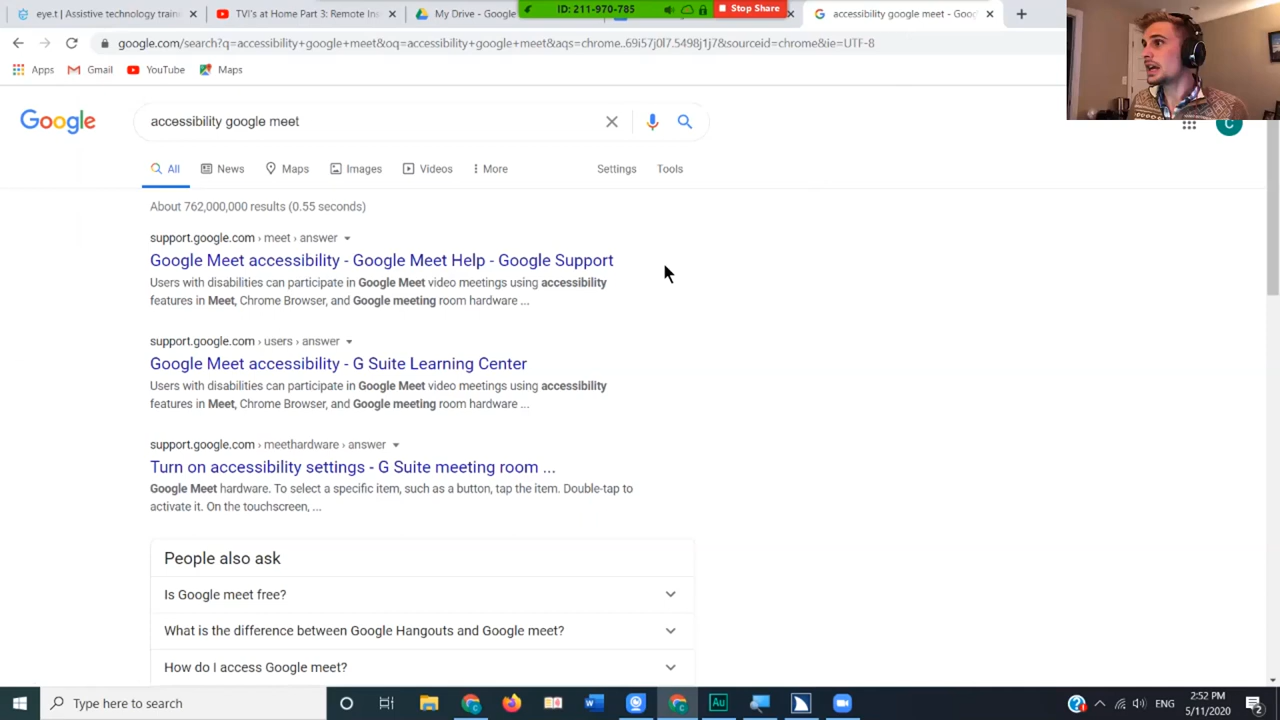 eye.t | Innovative technology train
TVI's at Home Part 3: Remote Ins
My Drive - Google
ID: 211-970-785
Stop Share
accessibility google meet - Goo
google.com/search?q=accessibility+google+meet&oq=accessibility+google+meet&aqs=chrome..69i57j0l7.5498j1j7&sourceid=chrome&ie=UTF-8
Apps
Gmail
YouTube
Maps
Google
accessibility google meet
C
All
News
Maps
Images
Videos
More
Settings
Tools
About 762,000,000 results (0.55 seconds)
support.google.com › meet › answer
Google Meet accessibility - Google Meet Help - Google Support
Users with disabilities can participate in Google Meet video meetings using accessibility
features in Meet, Chrome Browser, and Google meeting room hardware ...
support.google.com › users › answer
Google Meet accessibility - G Suite Learning Center
Users with disabilities can participate in Google Meet video meetings using accessibility
features in Meet, Chrome Browser, and Google meeting room hardware ...
support.google.com › meethardware › answer
Turn on accessibility settings - G Suite meeting room ...
Google Meet hardware. To select a specific item, such as a button, tap the item. Double-tap to
activate it. On the touchscreen, ...
People also ask
Is Google meet free?
What is the difference between Google Hangouts and Google meet?
How do I access Google meet?
Type here to search
Au
ENG
2:52 PM
5/11/2020
2